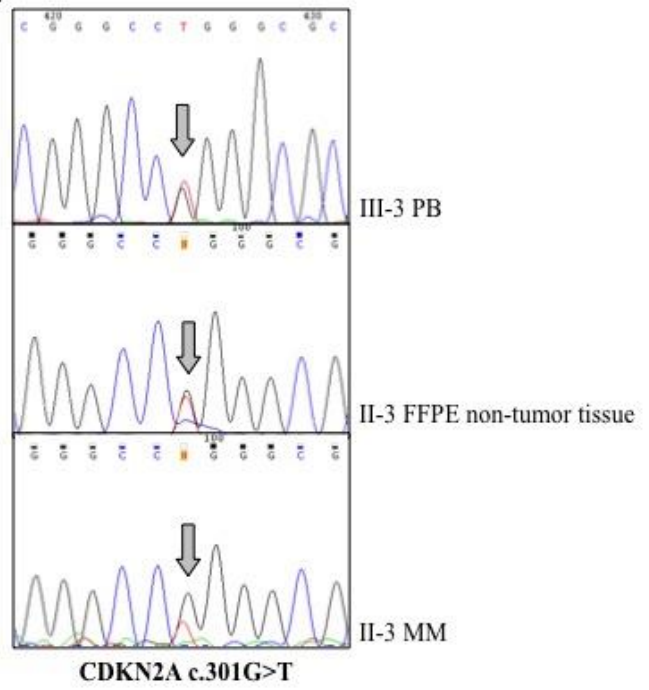 420 430
C G G G C C T G G G C G C
III-3 PB
100
G G G C C N G G G C G
II-3 FFPE non-tumor tissue
100
G G G C C N G G G C G
II-3 MM
CDKN2A c.301G>T